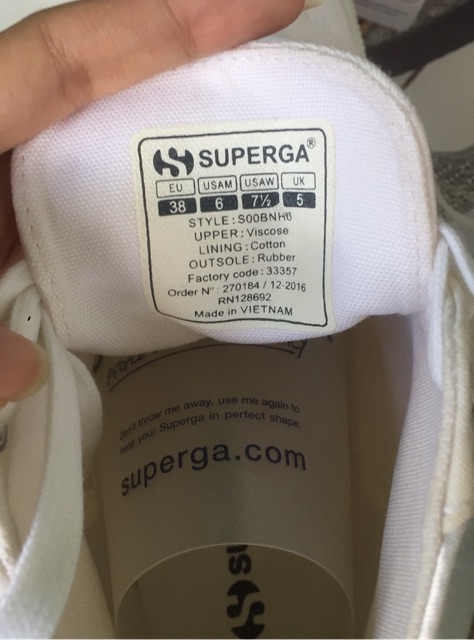 SUPERGA®
EU USAM USAW UK
38 6 7½ 5
STYLE : S00BNH0
UPPER : Viscose
LINING : Cotton
OUTSOLE : Rubber
Factory code : 33357
Order N° : 270184 / 12-2016
RN128692
Made in VIETNAM
PEOPLE'S
Don't throw me away, use me again to
keep your Superga in perfect shape.
superga.com
SU